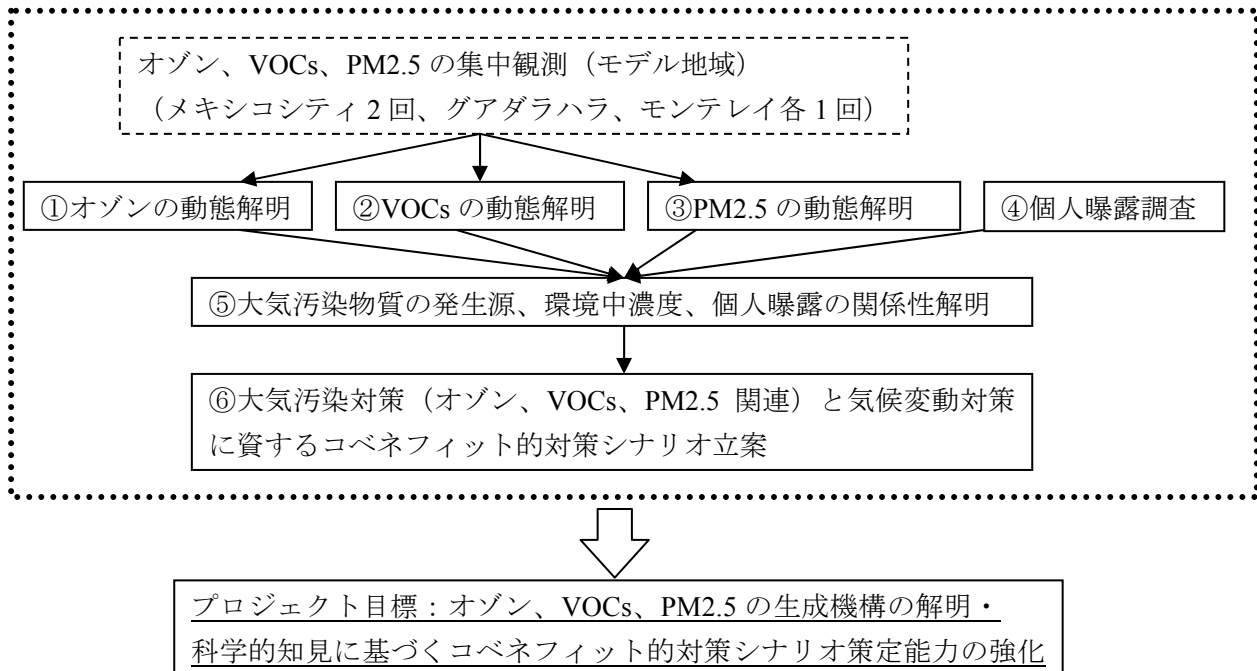 オゾン、VOCs、PM2.5 の集中観測（モデル地域）
（メキシコシティ 2 回、グアダラハラ、モンテレイ各 1 回）
①オゾンの動態解明
②VOCs の動態解明
③PM2.5 の動態解明
④個人曝露調査
⑤大気汚染物質の発生源、環境中濃度、個人曝露の関係性解明
⑥大気汚染対策（オゾン、VOCs、PM2.5 関連）と気候変動対策
に資するコベネフィット的対策シナリオ立案
プロジェクト目標：オゾン、VOCs、PM2.5 の生成機構の解明・
科学的知見に基づくコベネフィット的対策シナリオ策定能力の強化